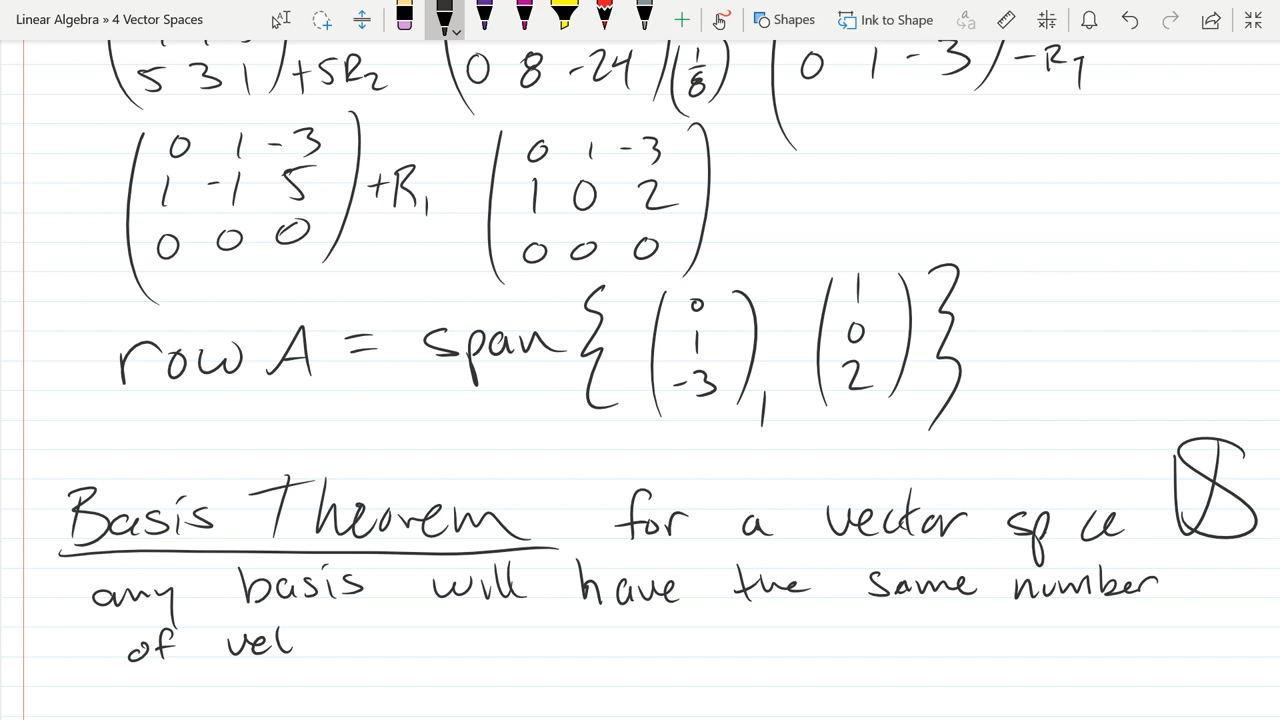 Linear Algebra » 4 Vector Spaces
Shapes
Ink to Shape
5 3 1 +5R2
0 8 -24 (1/8)
0 1 -3 -R1
0 1 -3
1 -1 5 +R1
0 0 0
0 1 -3
1 0 2
0 0 0
row A = span { (0 1 -3), (1 0 2) }
Basis Theorem for a vector spce
any basis will have the same number
of vec